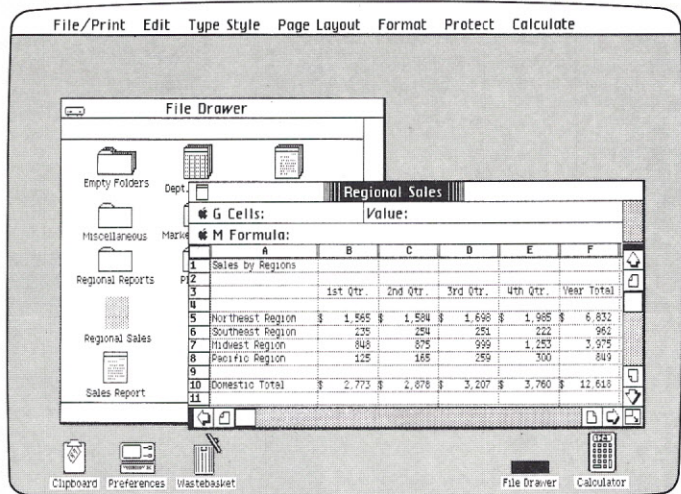 File/Print Edit Type Style Page Layout Format Protect Calculate
File Drawer
Empty Folders
Dept.
Miscellaneous
Regional Reports
Regional Sales
Sales Report
Regional Sales
G Cells: Value:
M Formula:
A B C D E F
1 Sales by Regions
2
3 1st Qtr. 2nd Qtr. 3rd Qtr. 4th Qtr. Year Total
4
5 Northeast Region $ 1,565 $ 1,584 $ 1,698 $ 1,985 $ 6,832
6 Southeast Region 235 254 251 222 962
7 Midwest Region 848 875 999 1,253 3,975
8 Pacific Region 125 165 259 300 849
9
10 Domestic Total $ 2,773 $ 2,878 $ 3,207 $ 3,760 $ 12,618
11
Clipboard Preferences Wastebasket File Drawer Calculator